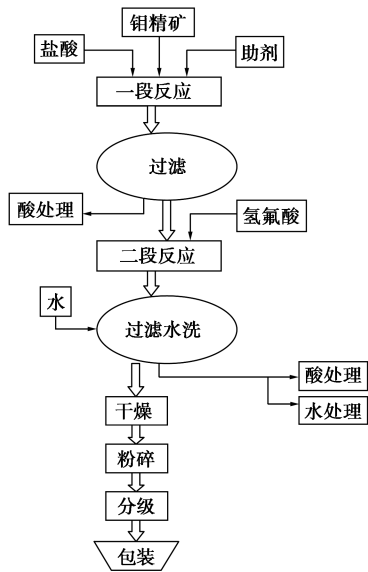 钼精矿
盐酸
助剂
一段反应
过滤
酸处理
氢氟酸
二段反应
水
过滤水洗
酸处理
水处理
干燥
粉碎
分级
包装